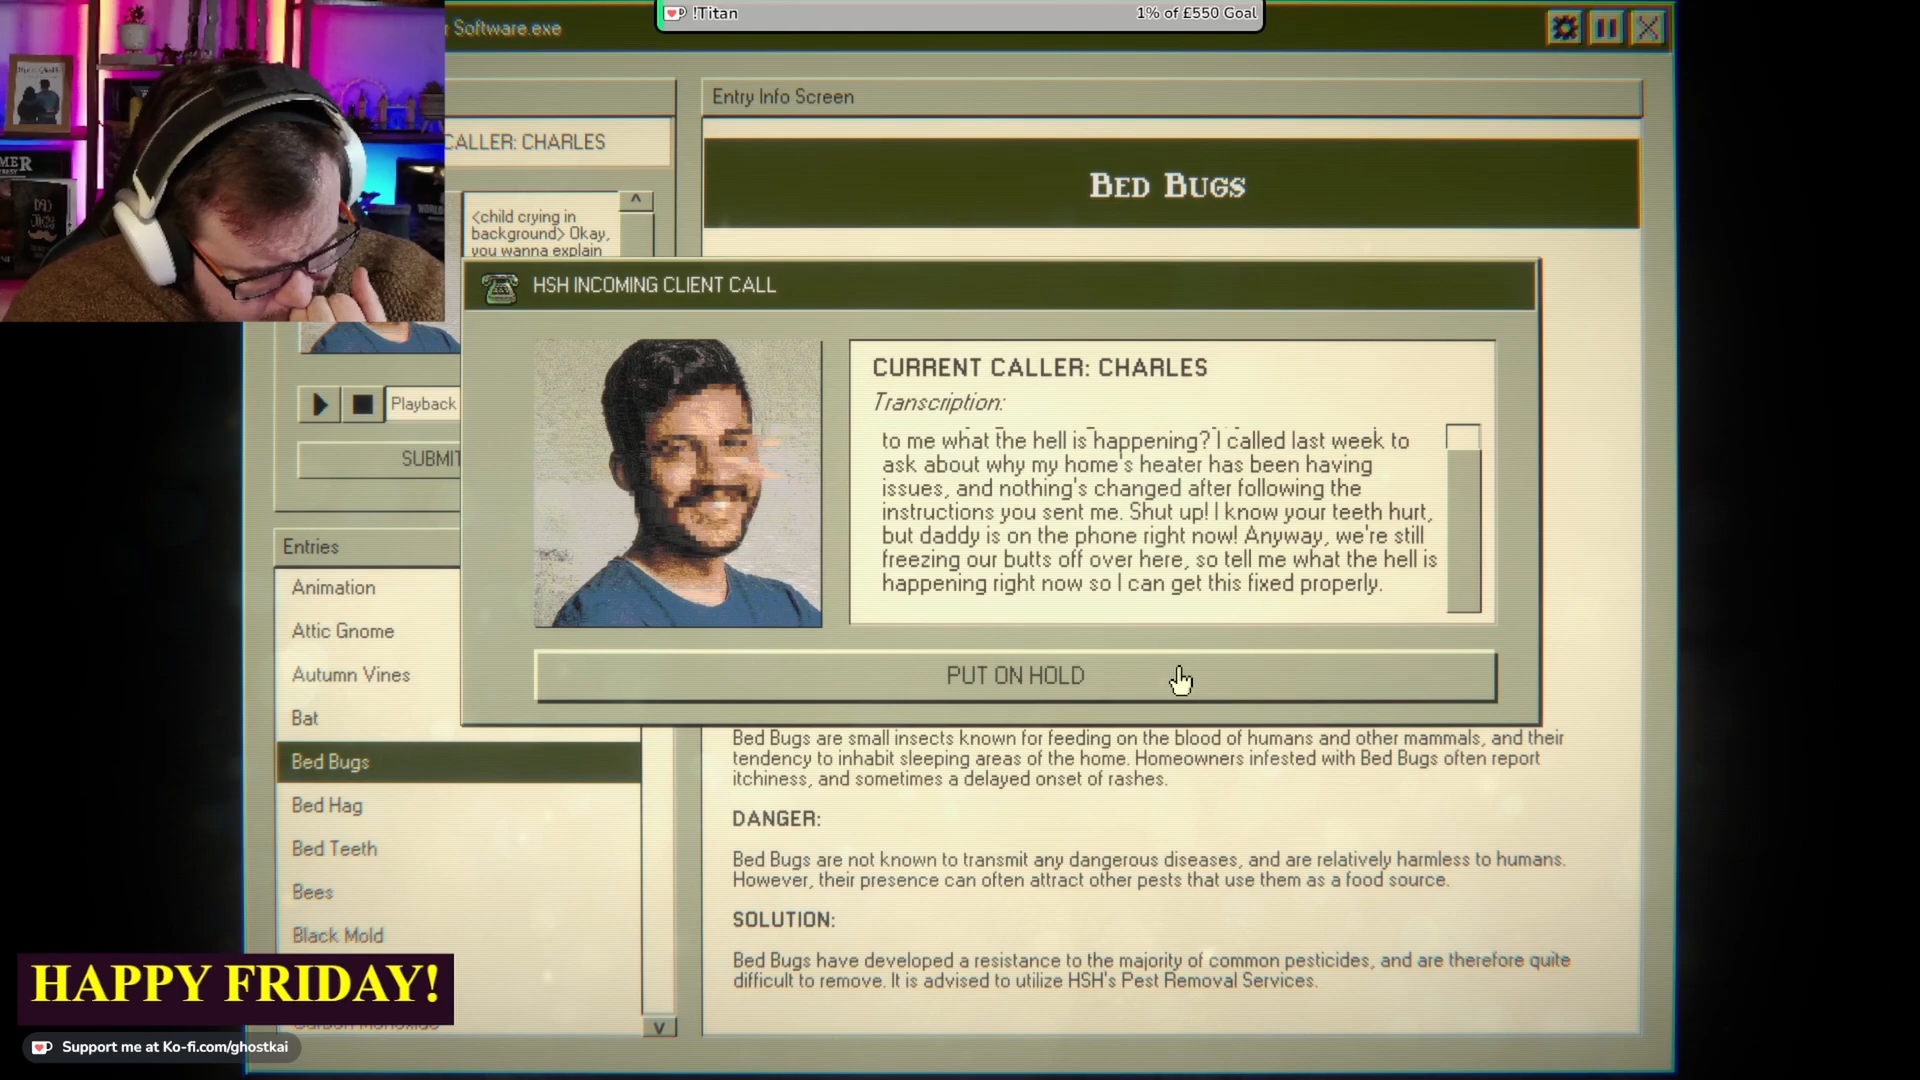 !Titan
1% of £550 Goal
Software.exe
Entry Info Screen
CALLER: CHARLES
BED BUGS
<child crying in
background> Okay,
you wanna explain
HSH INCOMING CLIENT CALL
CURRENT CALLER: CHARLES
Transcription:
to me what the hell is happening? I called last week to
ask about why my home's heater has been having
issues, and nothing's changed after following the
instructions you sent me. Shut up! I know your teeth hurt,
but daddy is on the phone right now! Anyway, we're still
freezing our butts off over here, so tell me what the hell is
happening right now so I can get this fixed properly.
Playback
SUBMIT
PUT ON HOLD
Entries
Animation
Attic Gnome
Autumn Vines
Bat
Bed Bugs
Bed Hag
Bed Teeth
Bees
Black Mold
Carbon Monoxide
Bed Bugs are small insects known for feeding on the blood of humans and other mammals, and their
tendency to inhabit sleeping areas of the home. Homeowners infested with Bed Bugs often report
itchiness, and sometimes a delayed onset of rashes.
DANGER:
Bed Bugs are not known to transmit any dangerous diseases, and are relatively harmless to humans.
However, their presence can often attract other pests that use them as a food source.
SOLUTION:
Bed Bugs have developed a resistance to the majority of common pesticides, and are therefore quite
difficult to remove. It is advised to utilize HSH's Pest Removal Services.
HAPPY FRIDAY!
Support me at Ko-fi.com/ghostkai